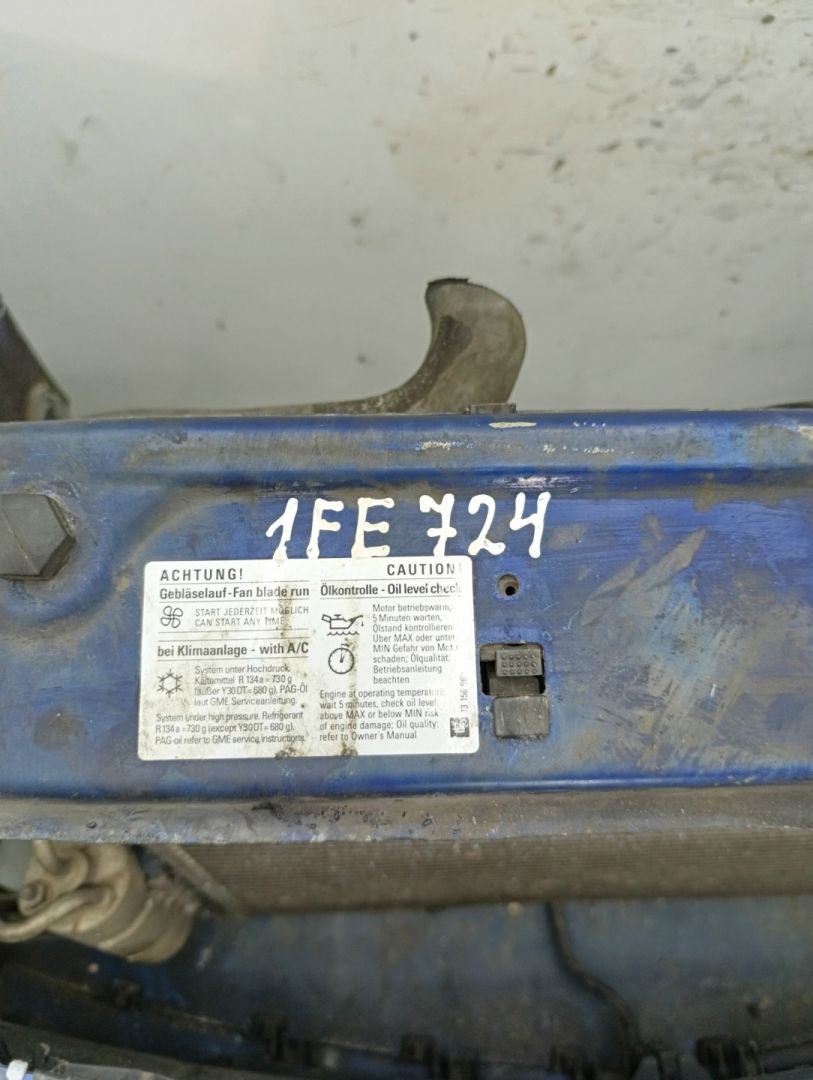 1FE 724
ACHTUNG! CAUTION!
Gebläselauf-Fan blade run
START JEDERZEIT MÖGLICH
CAN START ANY TIME
bei Klimaanlage - with A/C
System unter Hochdruck.
Kältemittel R 134a = 730 g
(außer Y30DT= 680 g). PAG-Öl
laut GME Serviceanleitung.
System under high pressure. Refrigerant
R 134 a =730 g (except Y30DT= 680 g).
PAG-oil refer to GME service instructions.
Ölkontrolle - Oil level check
Motor betriebswarm,
5 Minuten warten,
Ölstand kontrollieren
Über MAX oder unter
MIN Gefahr von
schaden; Ölqualität:
Betriebsanleitung
beachten.
Engine at operating temperature,
wait 5 minutes, check oil level:
above MAX or below MIN risk
of engine damage; Oil quality:
refer to Owner's Manual
GM 13 156